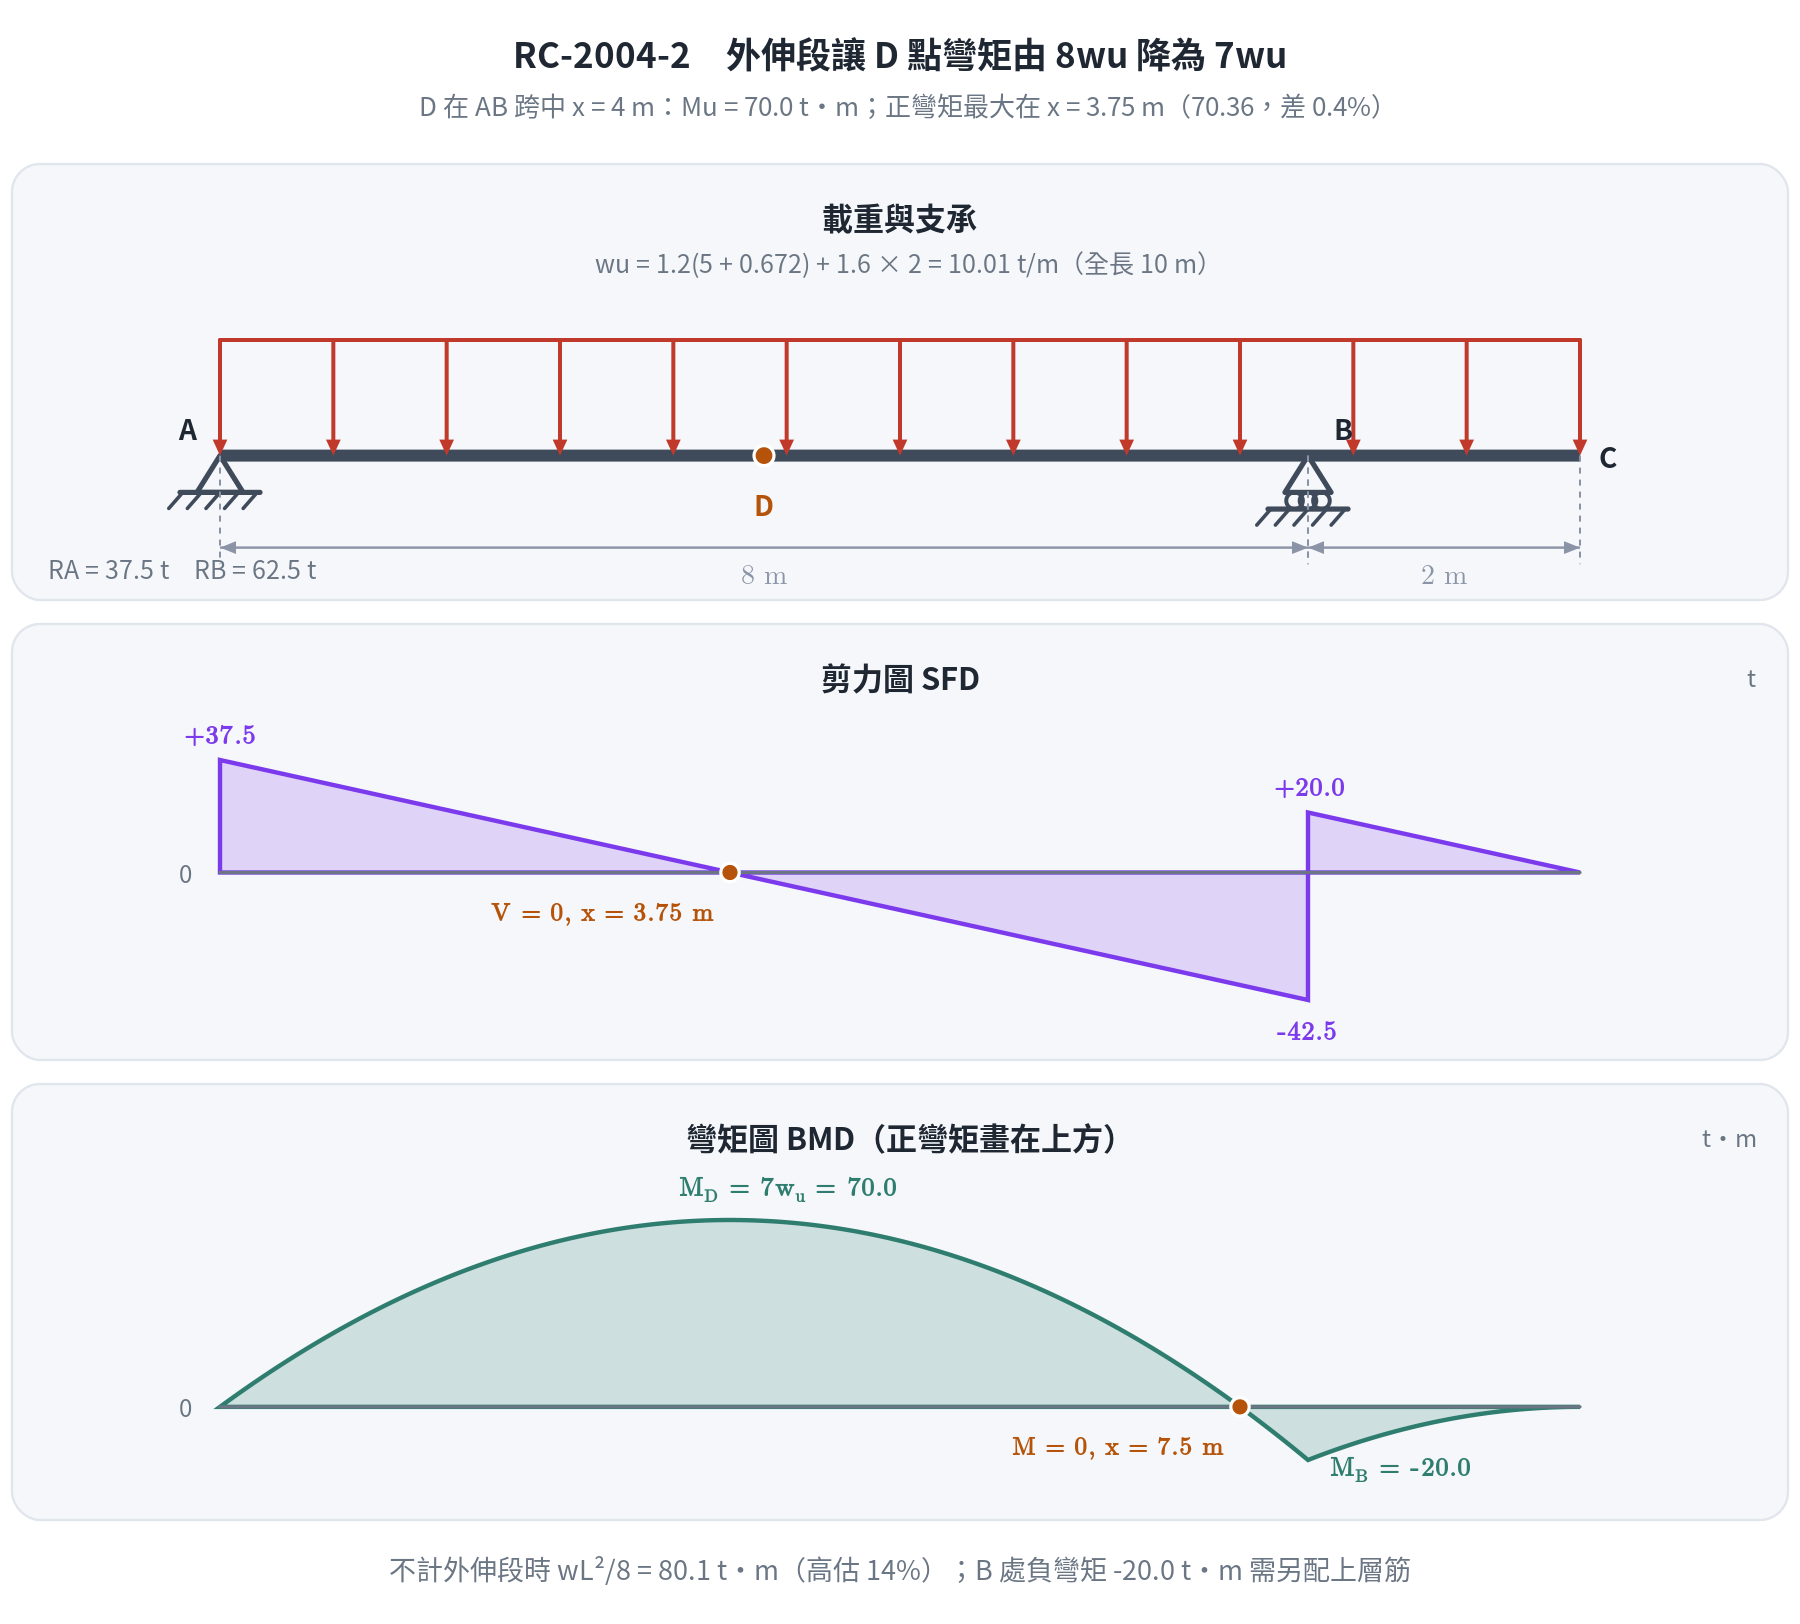 RC-2004-2　外伸段讓 D 點彎矩由 8wu 降為 7wu
D 在 AB 跨中 x = 4 m：Mu = 70.0 t・m；正彎矩最大在 x = 3.75 m（70.36，差 0.4%）
載重與支承
wu = 1.2(5 + 0.672) + 1.6 × 2 = 10.01 t/m（全長 10 m）
A
B
C
D
RA = 37.5 t　RB = 62.5 t
8 m
2 m
剪力圖 SFD
t
+37.5
+20.0
0
V = 0, x = 3.75 m
-42.5
彎矩圖 BMD（正彎矩畫在上方）
t・m
M_D = 7w_u = 70.0
0
M = 0, x = 7.5 m
M_B = -20.0
不計外伸段時 wL²/8 = 80.1 t・m（高估 14%）；B 處負彎矩 -20.0 t・m 需另配上層筋